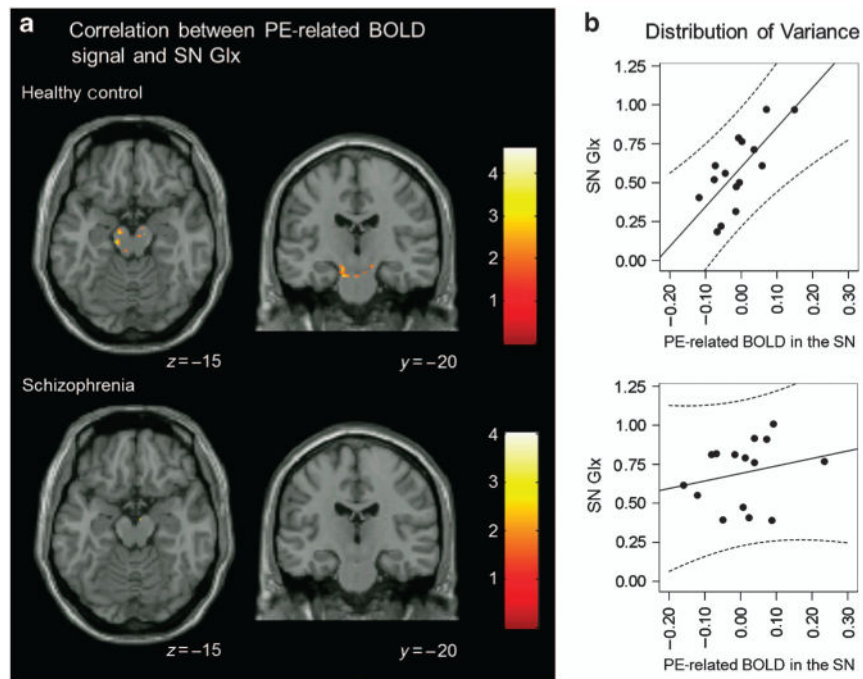 a
Correlation between PE-related BOLD
signal and SN Glx
Healthy control
4
3
2
1
z=−15
y=−20
Schizophrenia
4
3
2
1
z=−15
y=−20
b
Distribution of Variance
1.25
1.00
0.75
0.50
0.25
0.00
SN Glx
−0.20
−0.10
0.00
0.10
0.20
0.30
PE-related BOLD in the SN
1.25
1.00
0.75
0.50
0.25
0.00
SN Glx
−0.20
−0.10
0.00
0.10
0.20
0.30
PE-related BOLD in the SN